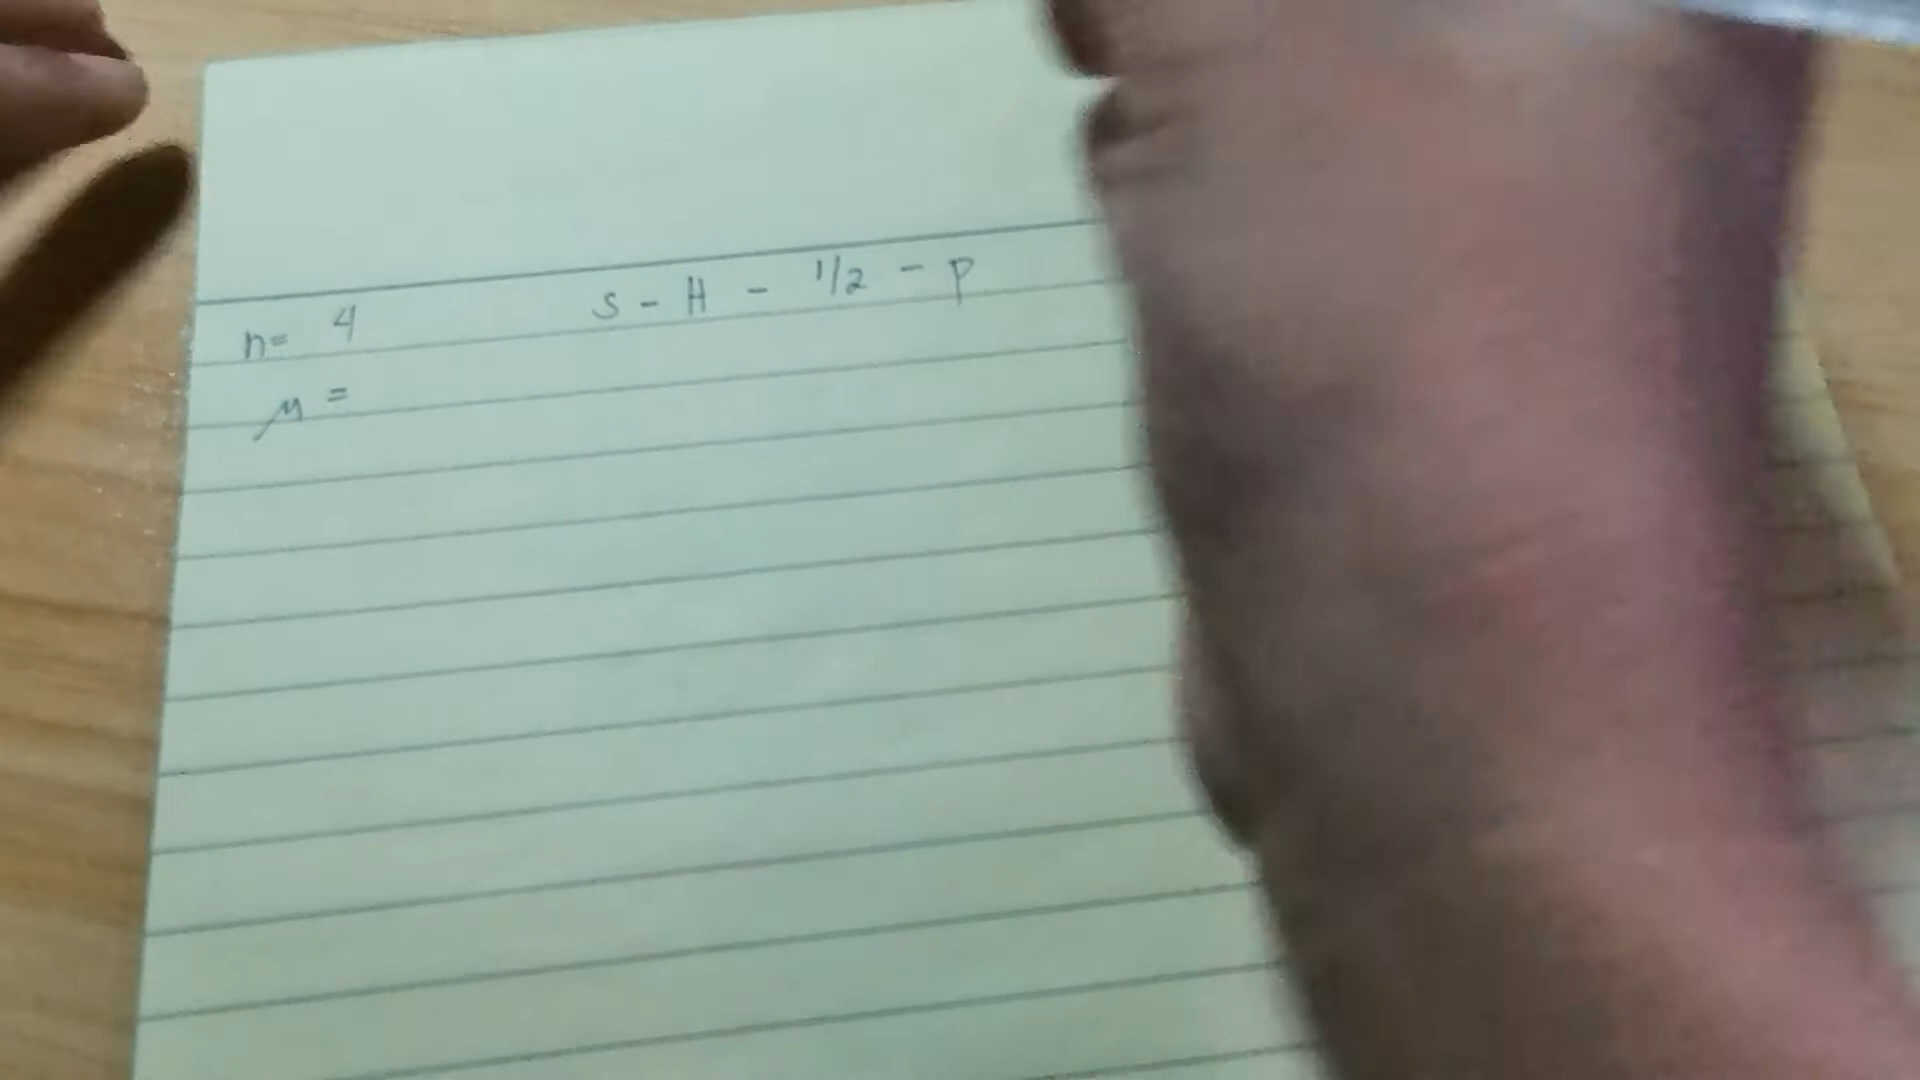 n= 4 S - H - 1/2 - P
μ =